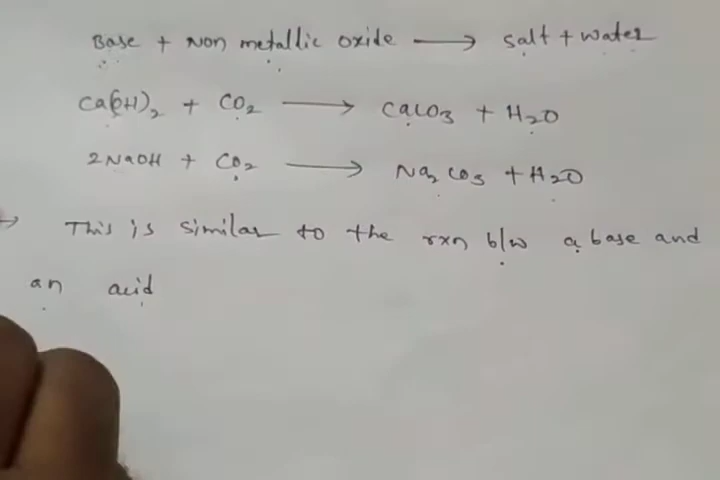 Base + Non metallic oxide → salt + water
Ca(OH)2 + CO2 → CaCO3 + H2O
2NaOH + CO2 → Na2CO3 + H2O
→ This is similar to the rxn b/w a base and
an acid